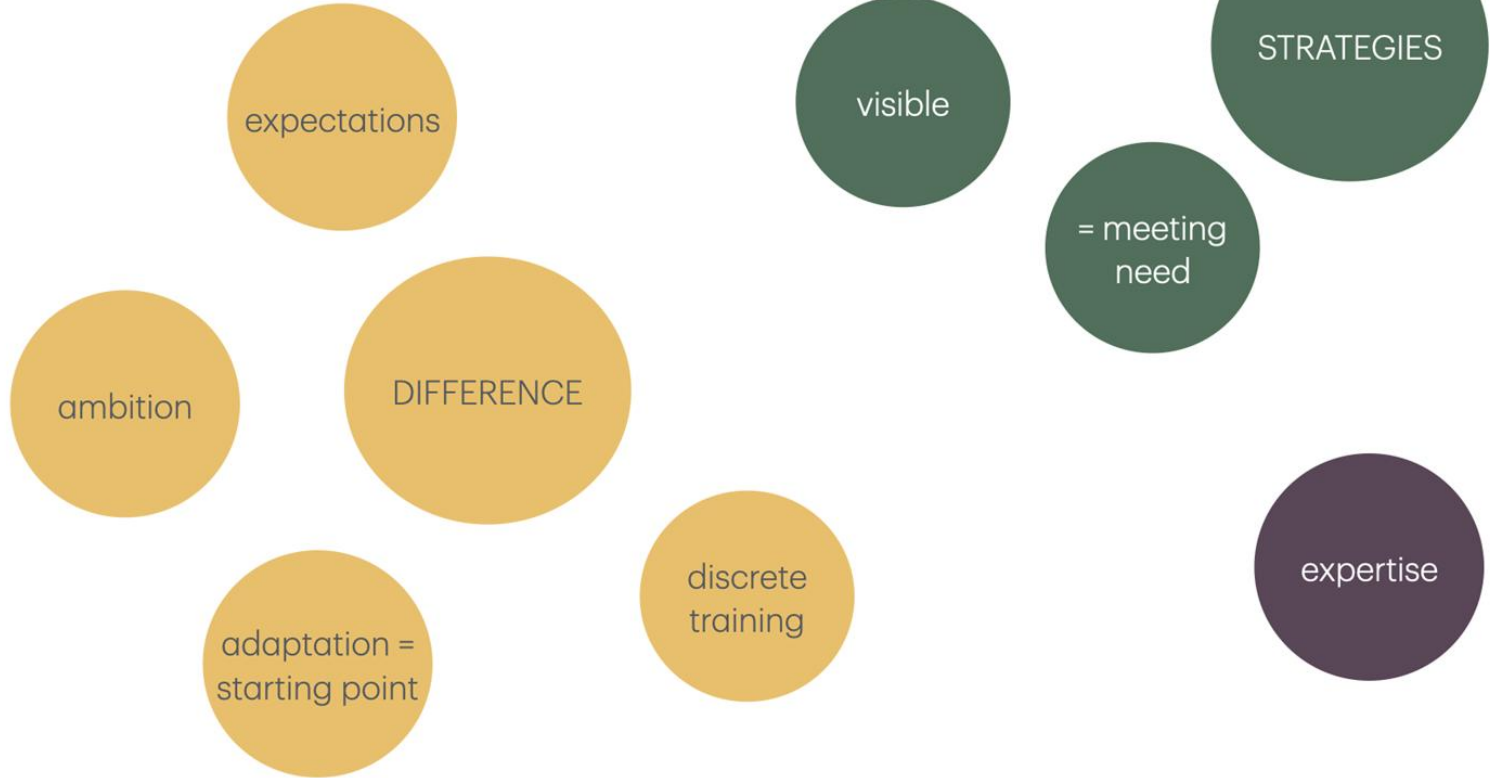 expectations
visible
STRATEGIES
= meeting
need
ambition
DIFFERENCE
discrete
training
expertise
adaptation =
starting point